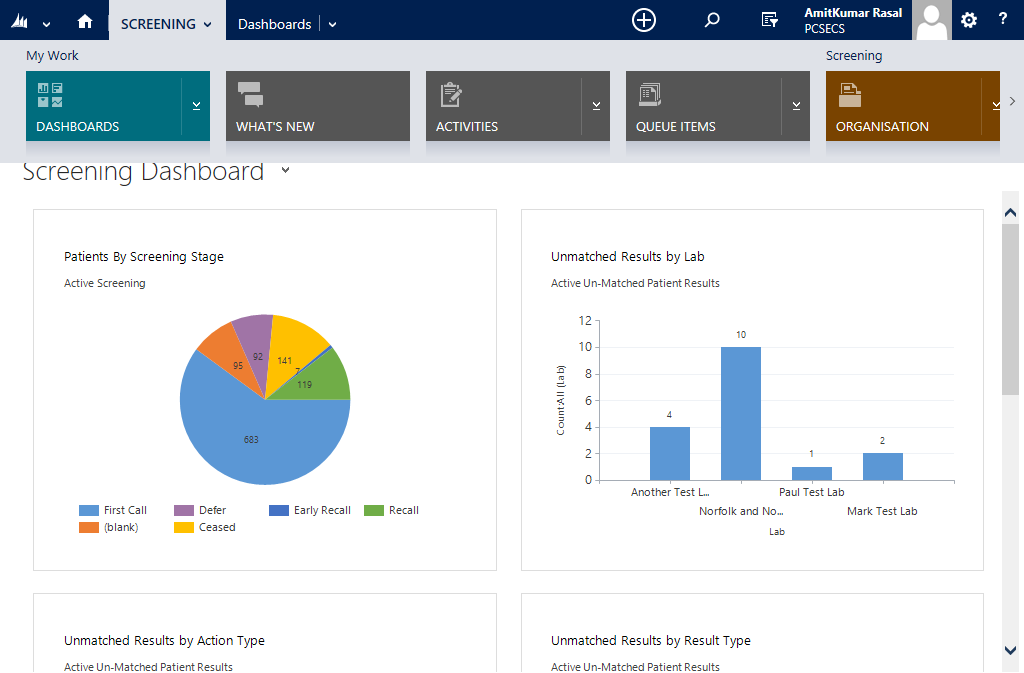 SCREENING
Dashboards
AmitKumar Rasal
PCSECS
?
My Work
Screening
DASHBOARDS
WHAT'S NEW
ACTIVITIES
QUEUE ITEMS
ORGANISATION
Screening Dashboard
Patients By Screening Stage
Active Screening
683
95
92
141
7
119
First Call
Defer
Early Recall
Recall
(blank)
Ceased
Unmatched Results by Lab
Active Un-Matched Patient Results
Count:All (Lab)
12
10
8
6
4
2
0
4
10
1
2
Another Test L...
Paul Test Lab
Norfolk and No...
Mark Test Lab
Lab
Unmatched Results by Action Type
Active Un-Matched Patient Results
Unmatched Results by Result Type
Active Un-Matched Patient Results